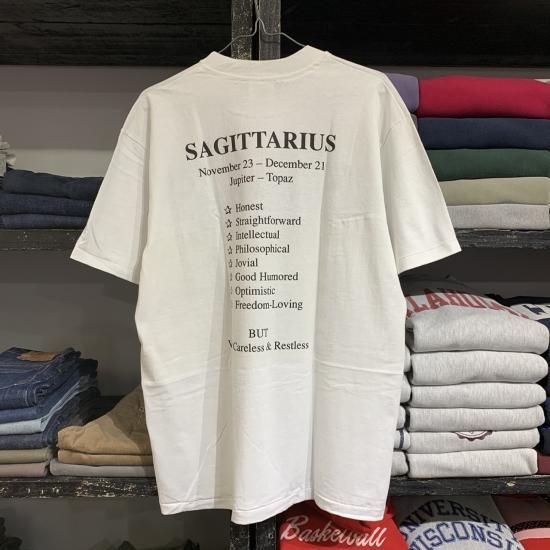 SAGITTARIUS
November 23 – December 21
Jupiter – Topaz
☆ Honest
☆ Straightforward
☆ Intellectual
☆ Philosophical
☆ Jovial
☆ Good Humored
☆ Optimistic
☆ Freedom-Loving
BUT
Careless & Restless
Basketball